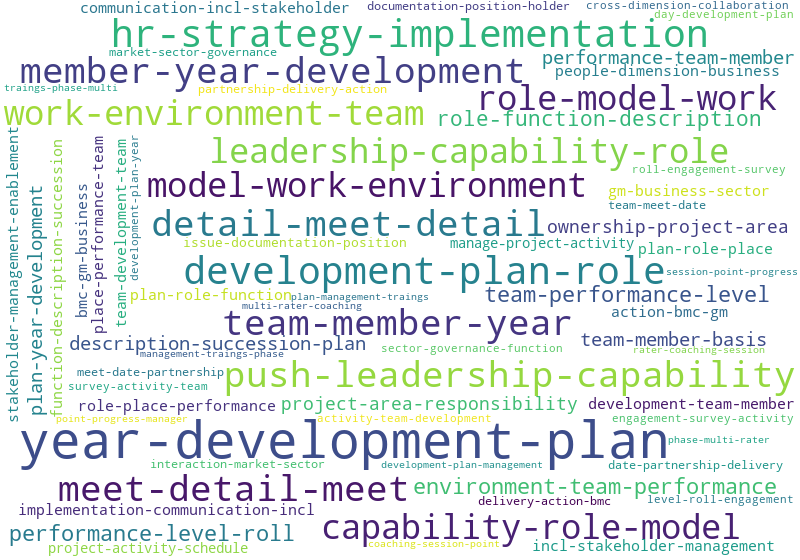 communication-incl-stakeholder
documentation-position-holder
cross-dimension-collaboration
day-development-plan
hr-strategy-implementation
market-sector-governance
performance-team-member
member-year-development
people-dimension-business
traings-phase-multi
partnership-delivery-action
role-model-work
work-environment-team
role-function-description
leadership-capability-role
roll-engagement-survey
model-work-environment
gm-business-sector
team-meet-date
detail-meet-detail
ownership-project-area
issue-documentation-position
manage-project-activity
plan-role-place
development-plan-role
session-point-progress
plan-role-function
plan-management-traings
multi-rater-coaching
team-performance-level
action-bmc-gm
team-member-year
description-succession-plan
team-member-basis
management-traings-phase
sector-governance-function
rater-coaching-session
meet-date-partnership
push-leadership-capability
survey-activity-team
role-place-performance
project-area-responsibility
development-team-member
point-progress-manager
activity-team-development
engagement-survey-activity
year-development-plan
phase-multi-rater
interaction-market-sector
development-plan-management
date-partnership-delivery
meet-detail-meet
environment-team-performance
delivery-action-bmc
level-roll-engagement
implementation-communication-incl
performance-level-roll
capability-role-model
project-activity-schedule
coaching-session-point
incl-stakeholder-management
stakeholder-management-enablement
plan-year-development
function-description-succession
bmc-gm-business
place-performance-team
team-development-team
development-plan-year